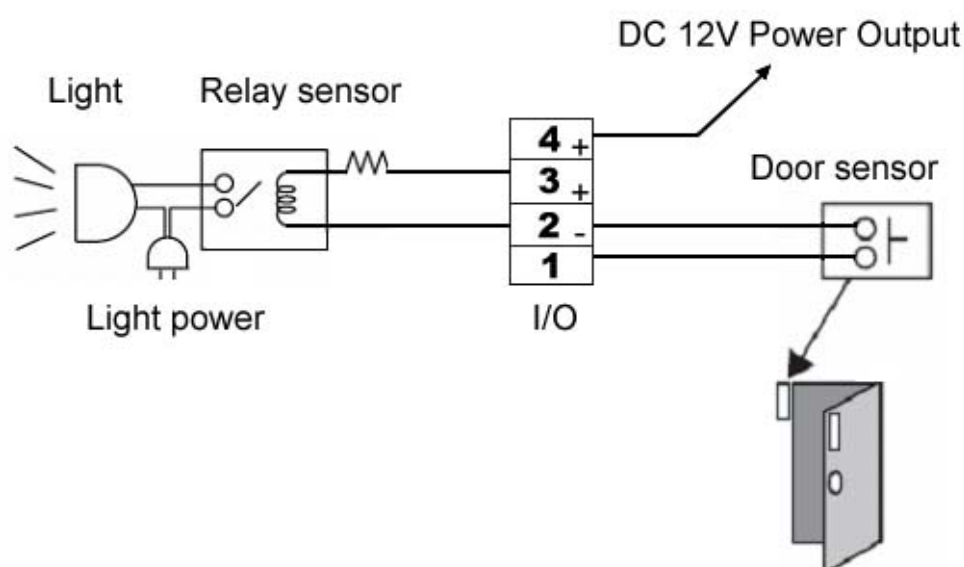 DC 12V Power Output
Light
Relay sensor
4 +
3 +
2 -
1
Door sensor
Light power
I/O